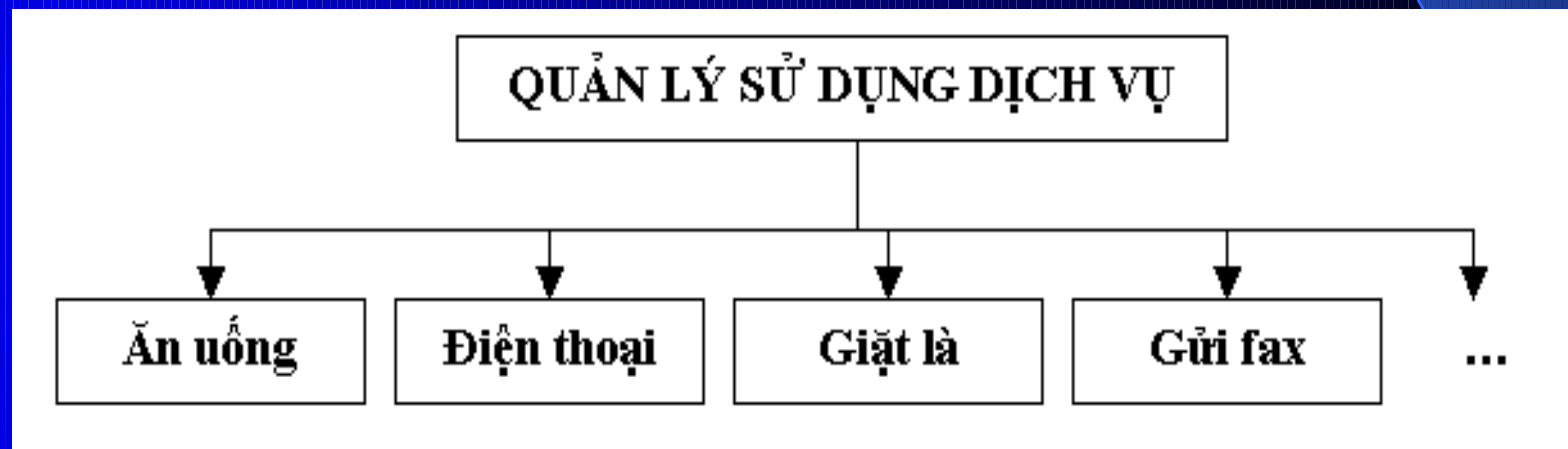 QUẢN LÝ SỬ DỤNG DỊCH VỤ
Ăn uống Điện thoại Giặt là Gửi fax ...